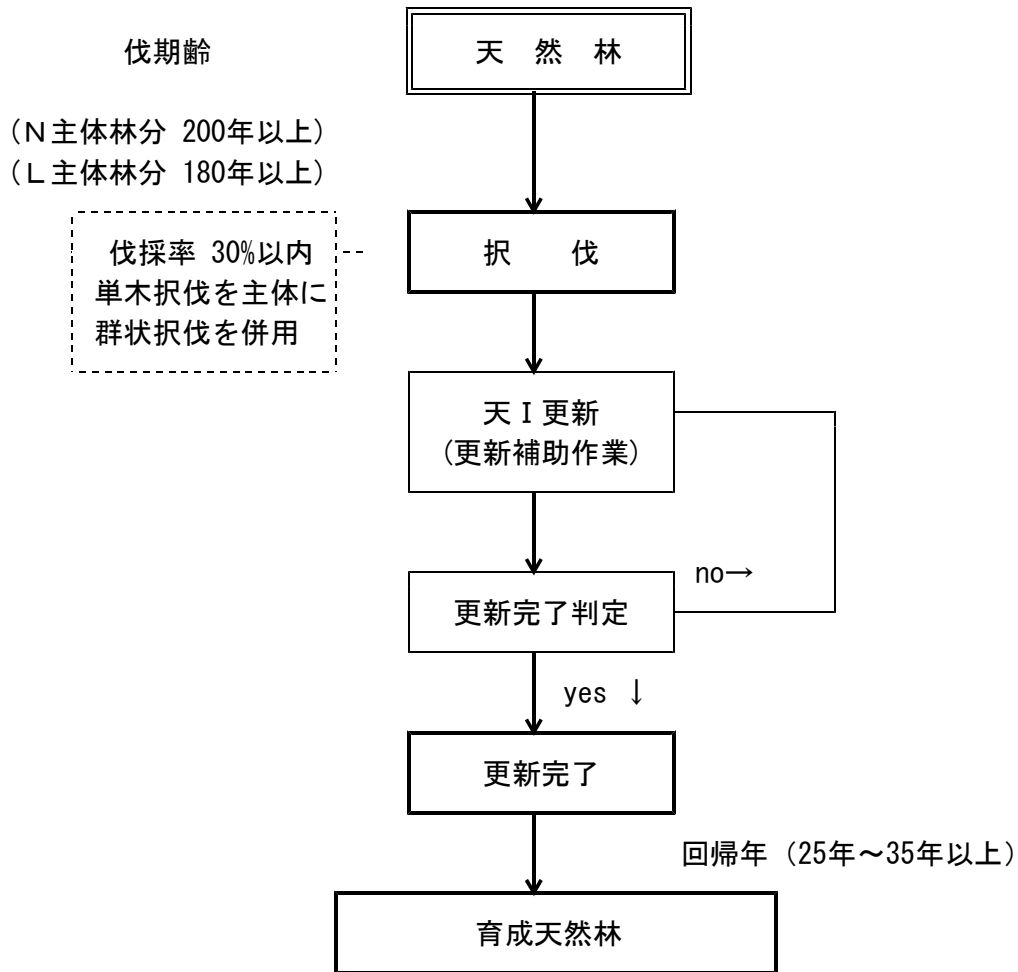 伐期齢
天 然 林
(N主体林分 200年以上)
(L主体林分 180年以上)
伐採率 30%以内
単木択伐を主体に
群状択伐を併用
択 伐
天Ⅰ更新
(更新補助作業)
no→
更新完了判定
yes ↓
更新完了
回帰年 (25年～35年以上)
育成天然林